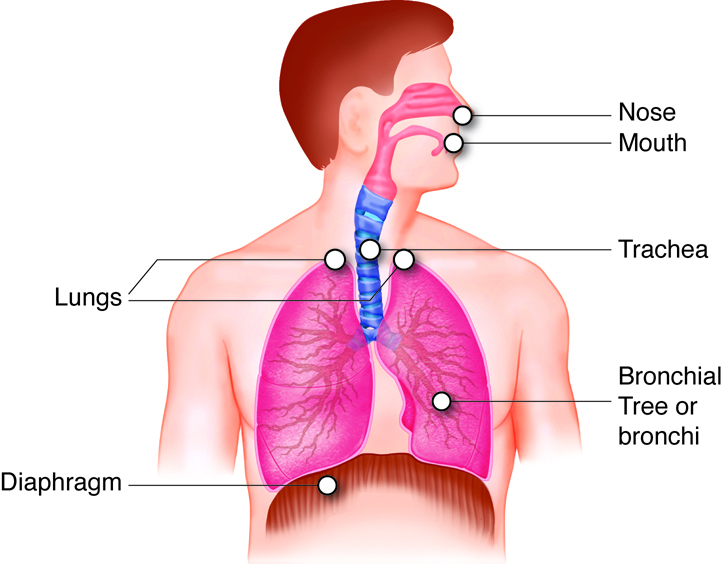 Nose
Mouth
Trachea
Lungs
Bronchial
Tree or
bronchi
Diaphragm